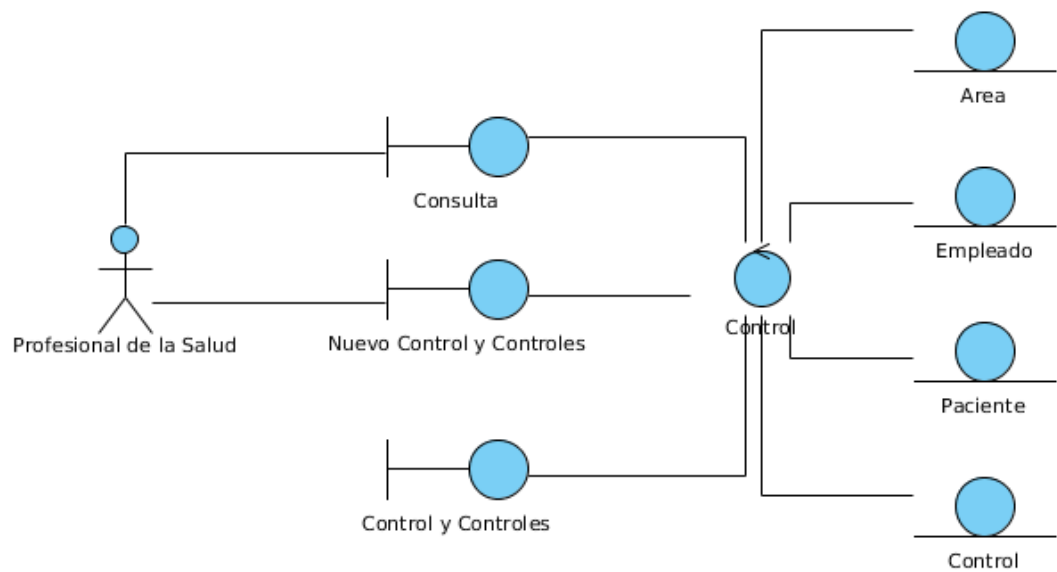 Area
Consulta
Empleado
Profesional de la Salud
Nuevo Control y Controles
Control
Paciente
Control y Controles
Control